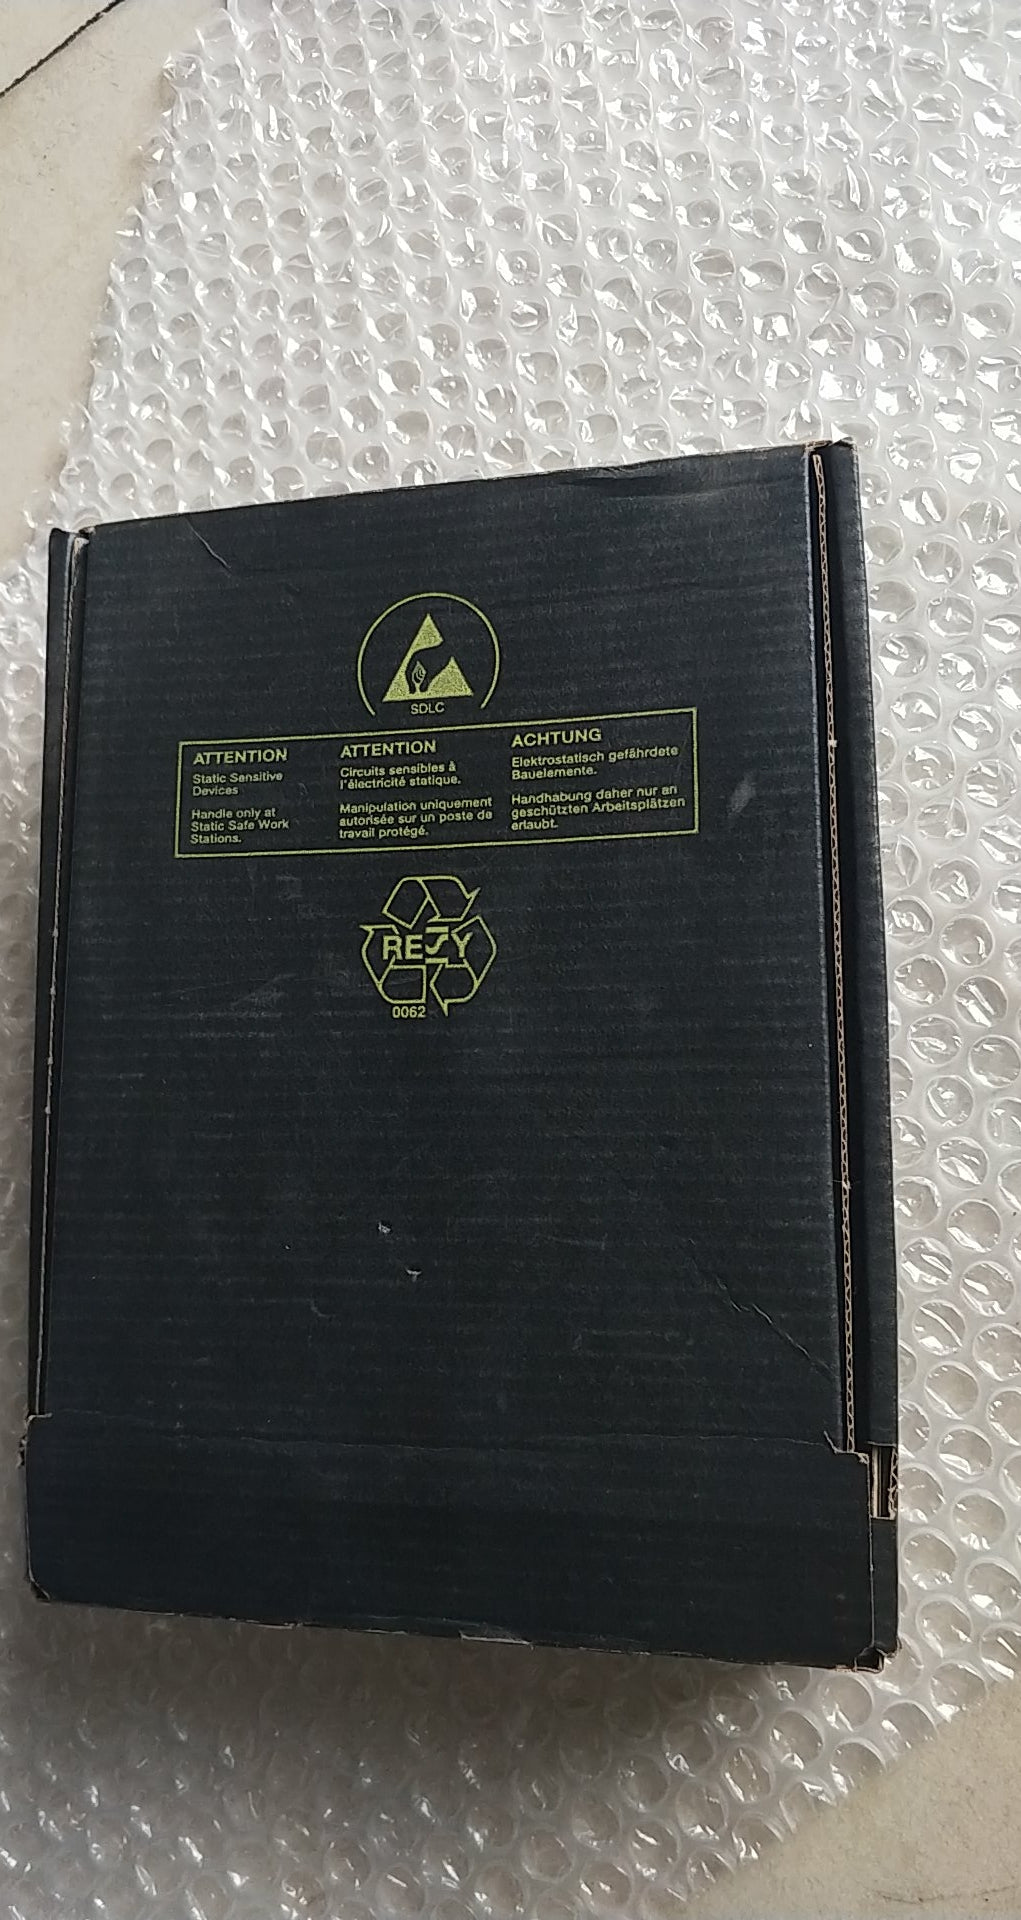 SDLC
ATTENTION
Static Sensitive
Devices
Handle only at
Static Safe Work
Stations.
ATTENTION
Circuits sensibles à
l'électricité statique.
Manipulation uniquement
autorisée sur un poste de
travail protégé.
ACHTUNG
Elektrostatisch gefährdete
Bauelemente.
Handhabung daher nur an
geschützten Arbeitsplätzen
erlaubt.
RESY
0062